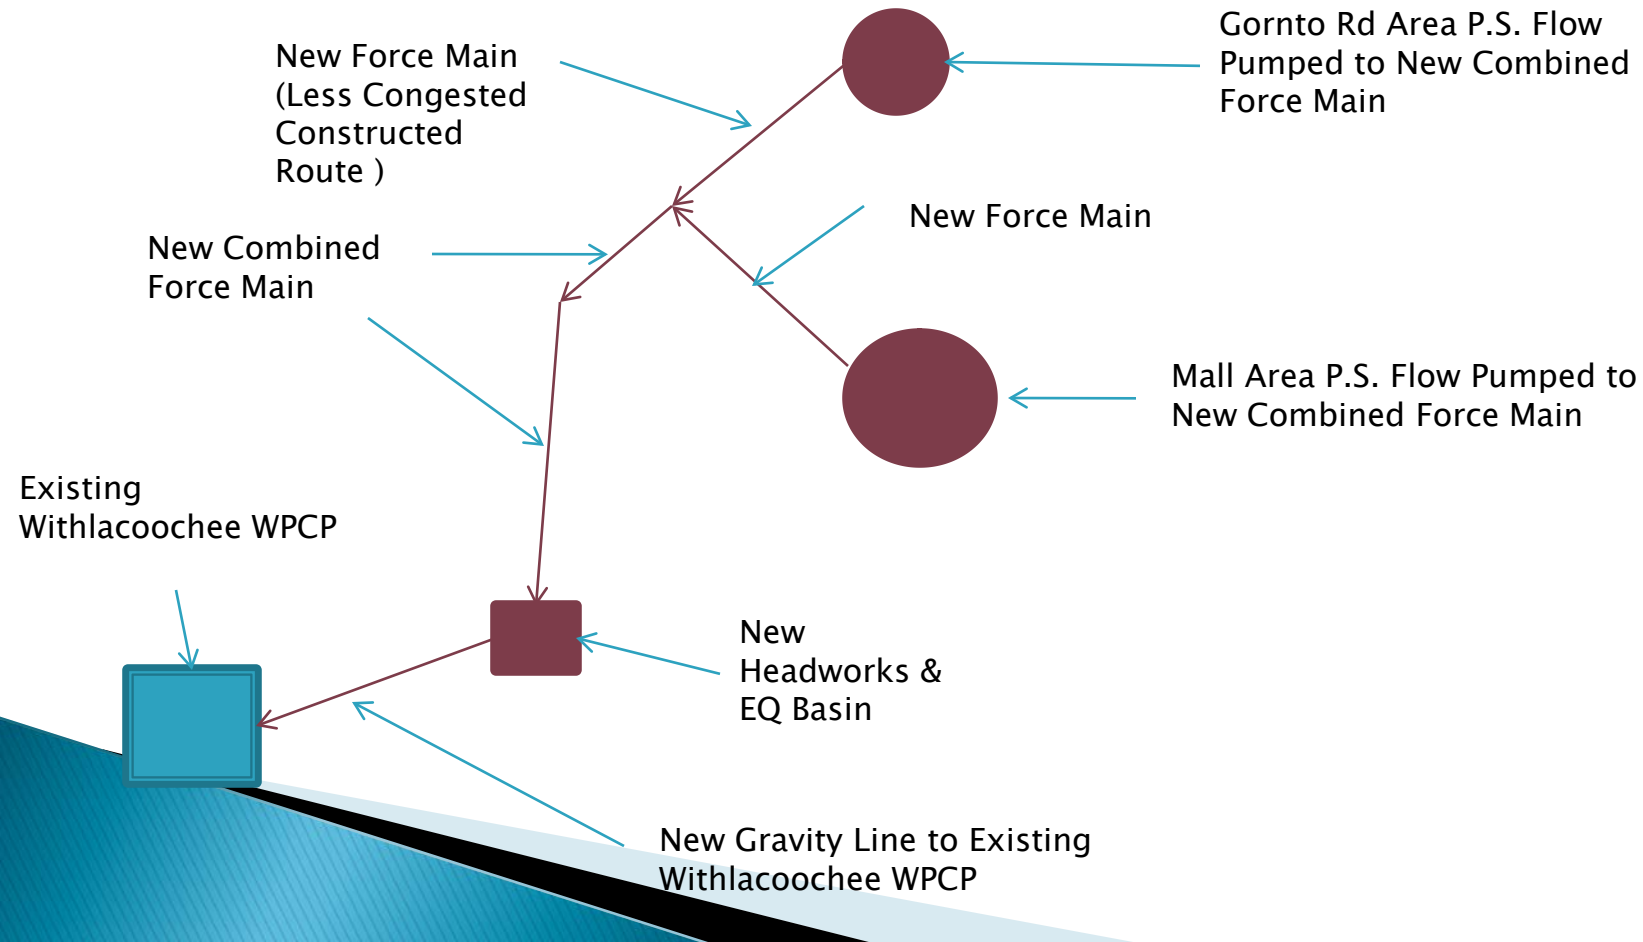 New Force Main
(Less Congested
Constructed
Route )
Gornto Rd Area P.S. Flow
Pumped to New Combined
Force Main
New Force Main
New Combined
Force Main
Mall Area P.S. Flow Pumped to
New Combined Force Main
Existing
Withlacoochee WPCP
New
Headworks &
EQ Basin
New Gravity Line to Existing
Withlacoochee WPCP